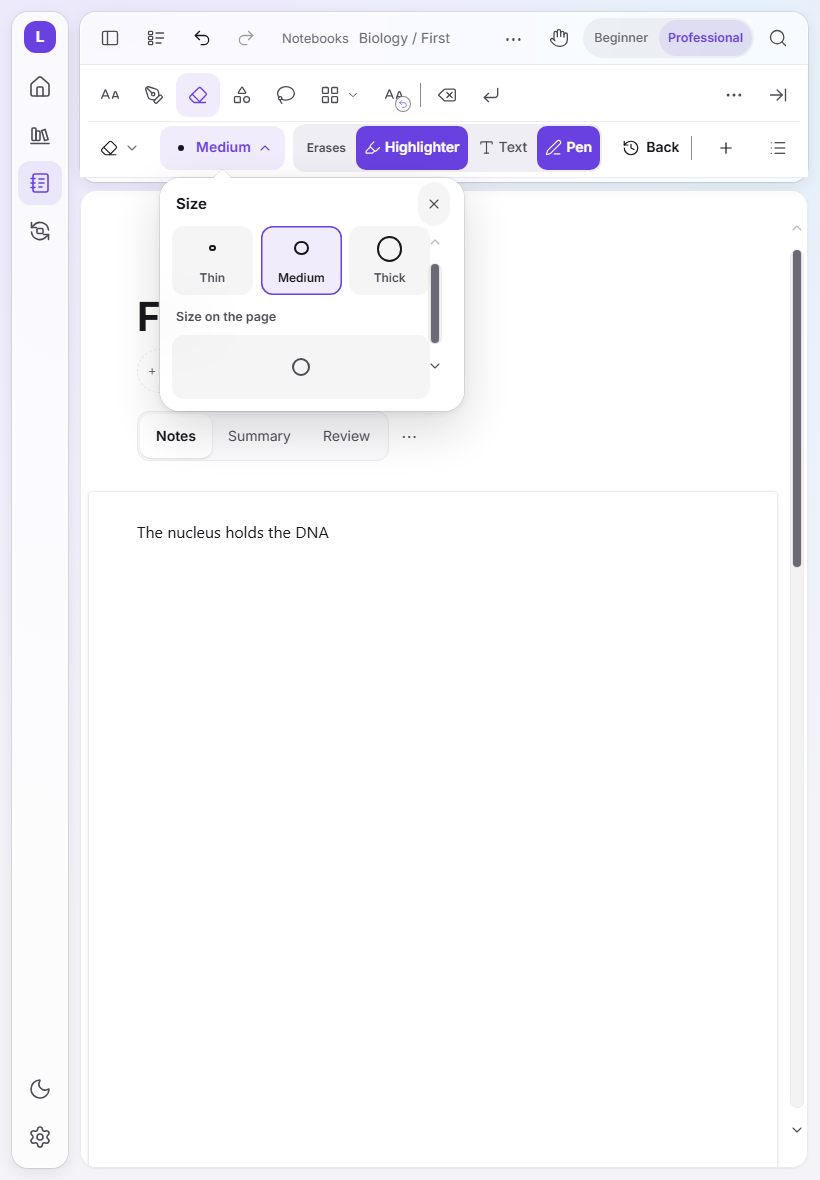 L
Notebooks Biology / First
Beginner Professional
Medium Erases Highlighter Text Pen Back
Size
Thin Medium Thick
Size on the page
F
Notes Summary Review
The nucleus holds the DNA